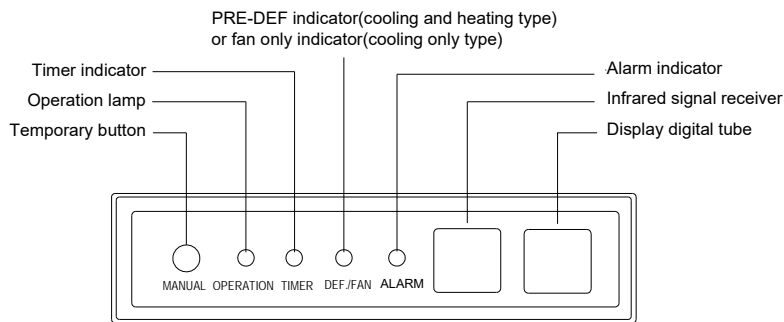 PRE-DEF indicator(cooling and heating type)
or fan only indicator(cooling only type)
Timer indicator
Operation lamp
Temporary button
Alarm indicator
Infrared signal receiver
Display digital tube
MANUAL OPERATION TIMER DEF./FAN ALARM